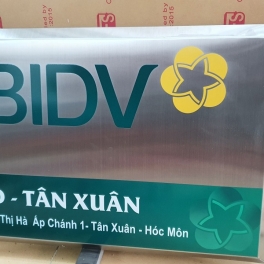 BIDV
- TÂN XUÂN
Thị Hà Ấp Chánh 1- Tân Xuân - Hóc Môn